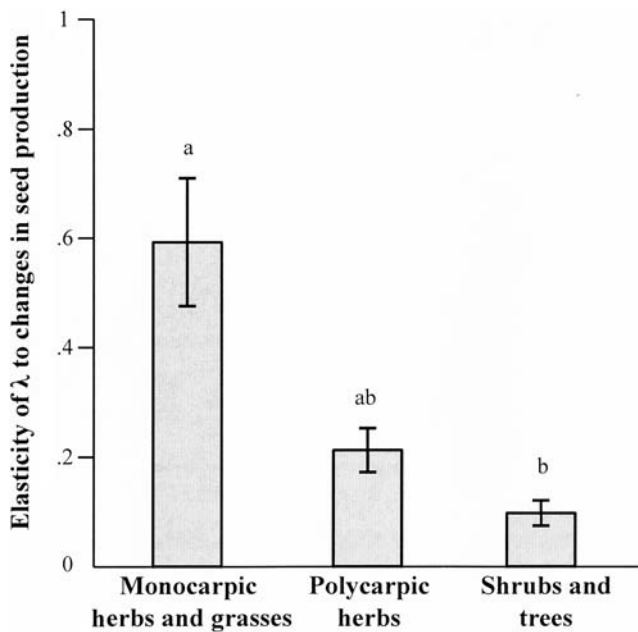 Elasticity of λ to changes in seed production
1
.8
.6
.4
.2
0
a
ab
b
Monocarpic
herbs and grasses
Polycarpic
herbs
Shrubs and
trees